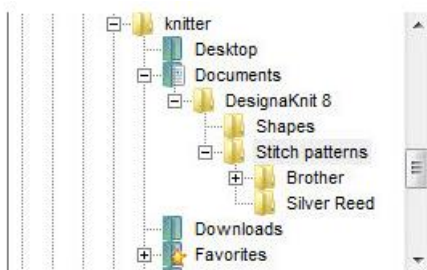 knitter
Desktop
Documents
DesignaKnit 8
Shapes
Stitch patterns
Brother
Silver Reed
Downloads
Favorites